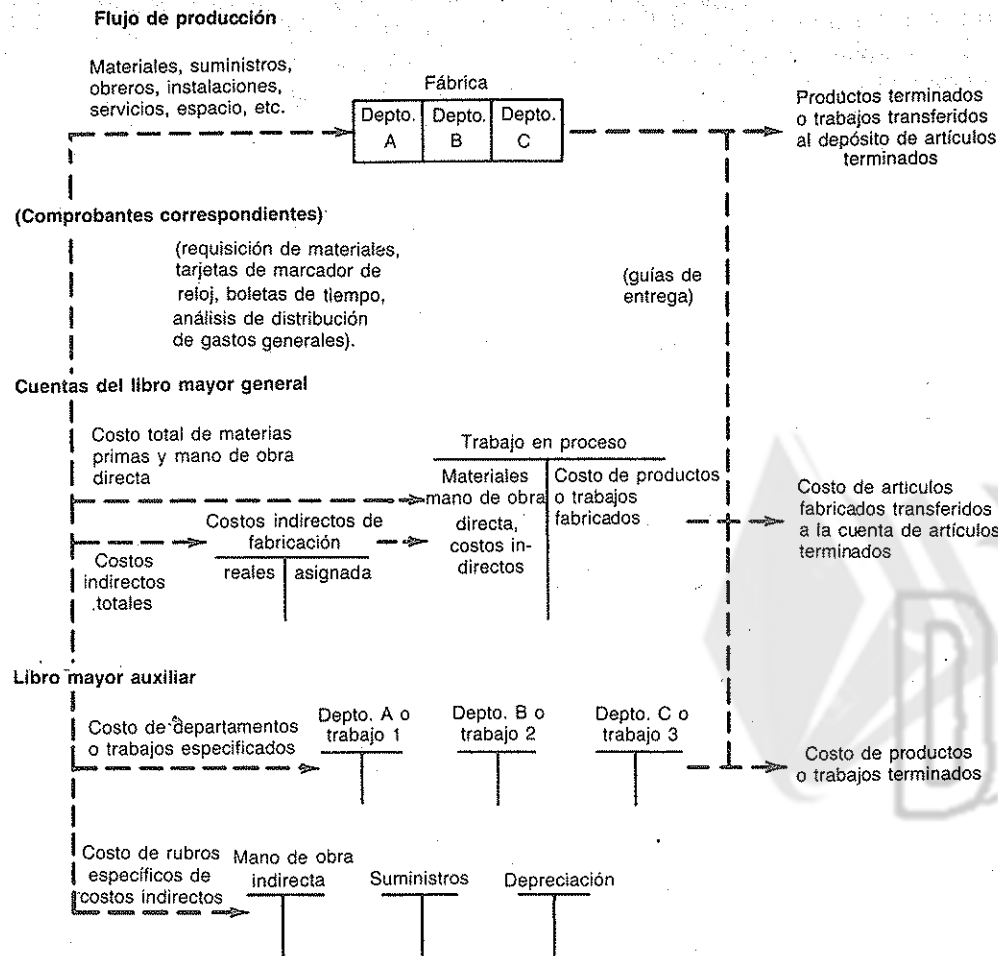 Flujo de producción
Materiales, suministros,
obreros, instalaciones,
servicios, espacio, etc.
Fábrica
Depto.
A
Depto.
B
Depto.
C
Productos terminados
o trabajos transferidos
al depósito de artículos
terminados
(Comprobantes correspondientes)
(requisición de materiales,
tarjetas de marcador de
reloj, boletas de tiempo,
análisis de distribución
de gastos generales).
(guías de
entrega)
Cuentas del libro mayor general
Costo total de materias
primas y mano de obra
directa
Trabajo en proceso
Materiales
mano de obra
directa,
costos in-
directos
Costo de productos
o trabajos
fabricados
Costo de articulos
fabricados transferidos
a la cuenta de artículos
terminados
Costos indirectos de
fabricación
reales
asignada
Costos
indirectos
totales
Libro mayor auxiliar
Costo de departamentos
o trabajos especificados
Depto. A o
trabajo 1
Depto. B o
trabajo 2
Depto. C o
trabajo 3
Costo de productos
o trabajos terminados
Costo de rubros
específicos de
costos indirectos
Mano de obra
indirecta
Suministros
Depreciación
D